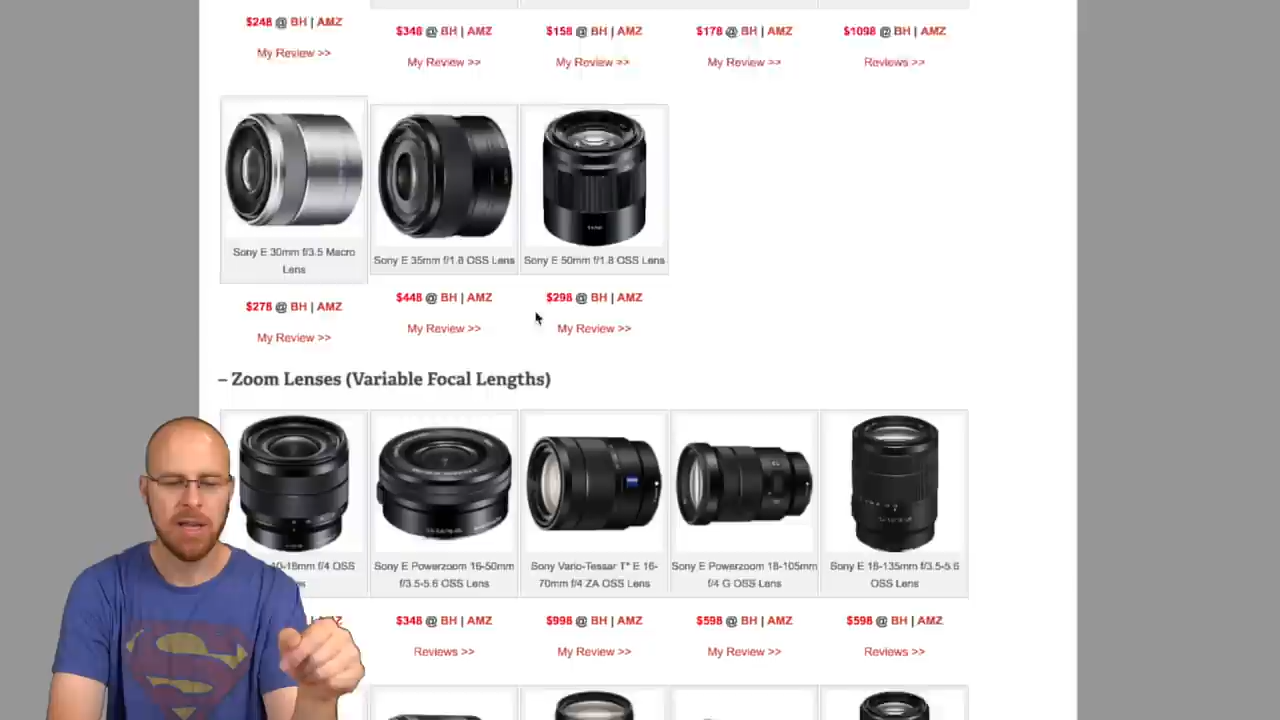 $248 @ BH | AMZ
$348 @ BH | AMZ
$158 @ BH | AMZ
$178 @ BH | AMZ
$1098 @ BH | AMZ
My Review >>
My Review >>
My Review >>
My Review >>
Reviews >>
Sony E 30mm f/3.5 Macro
Lens
Sony E 35mm f/1.8 OSS Lens
Sony E 50mm f/1.8 OSS Lens
$278 @ BH | AMZ
$448 @ BH | AMZ
$298 @ BH | AMZ
My Review >>
My Review >>
My Review >>
– Zoom Lenses (Variable Focal Lengths)
10-18mm f/4 OSS
Sony E Powerzoom 16-50mm
f/3.5-5.6 OSS Lens
Sony Vario-Tessar T* E 16-
70mm f/4 ZA OSS Lens
Sony E Powerzoom 18-105mm
f/4 G OSS Lens
Sony E 18-135mm f/3.5-5.6
OSS Lens
$348 @ BH | AMZ
$998 @ BH | AMZ
$598 @ BH | AMZ
$598 @ BH | AMZ
Reviews >>
My Review >>
My Review >>
Reviews >>